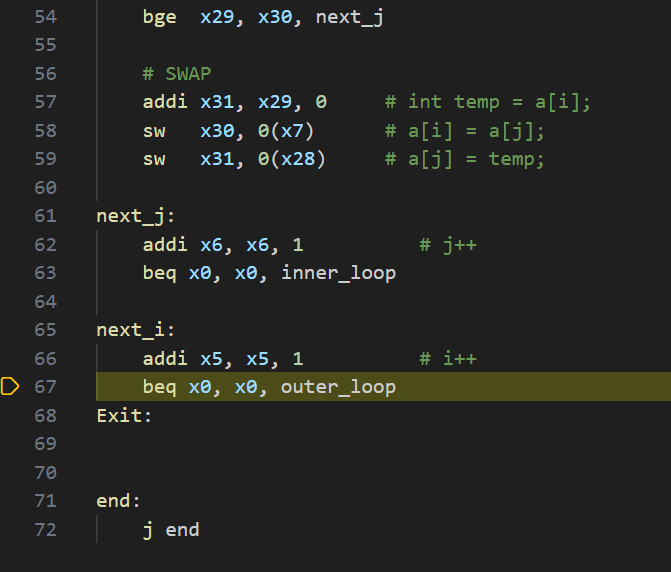 54 bge x29, x30, next_j
55
56 # SWAP
57 addi x31, x29, 0 # int temp = a[i];
58 sw x30, 0(x7) # a[i] = a[j];
59 sw x31, 0(x28) # a[j] = temp;
60
61 next_j:
62 addi x6, x6, 1 # j++
63 beq x0, x0, inner_loop
64
65 next_i:
66 addi x5, x5, 1 # i++
67 beq x0, x0, outer_loop
68 Exit:
69
70
71 end:
72 j end